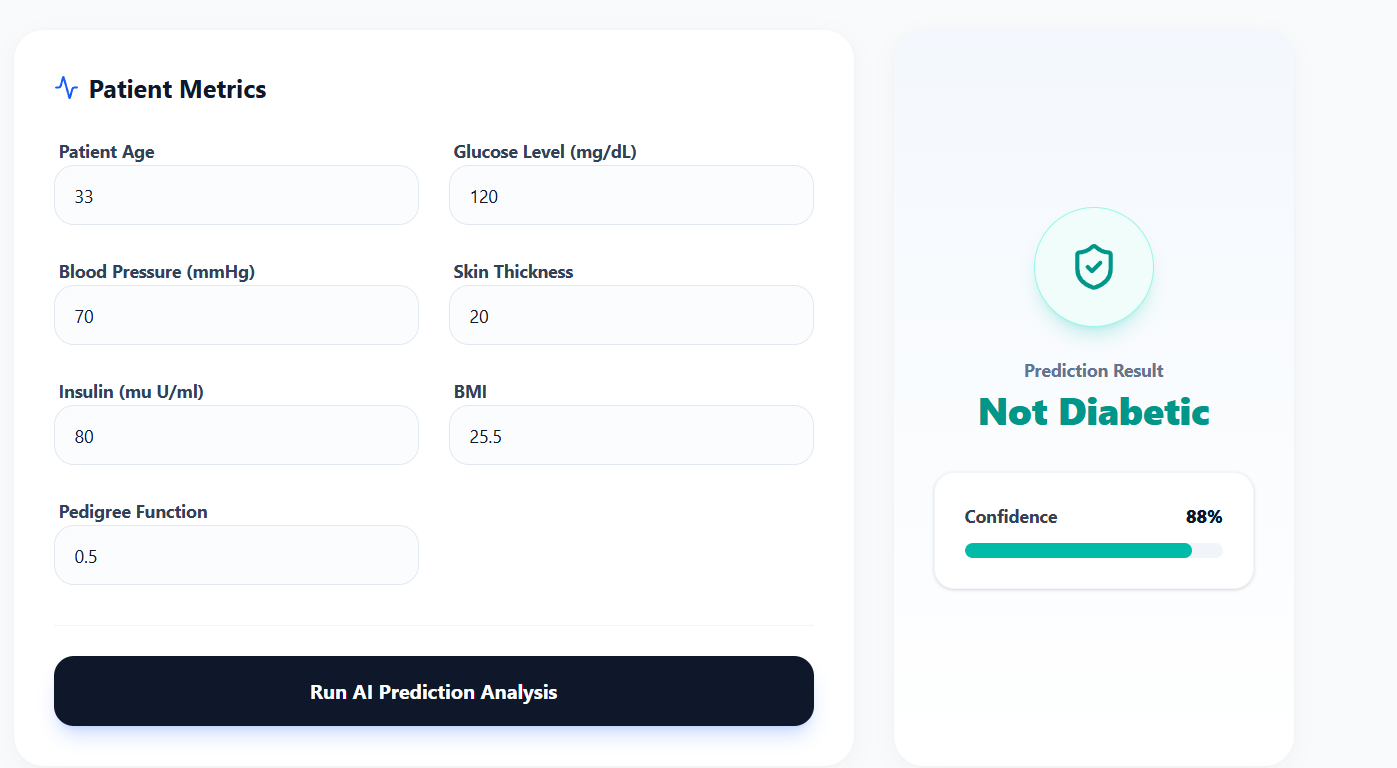 Patient Metrics
Patient Age
Glucose Level (mg/dL)
33
120
Blood Pressure (mmHg)
Skin Thickness
70
20
Insulin (mu U/ml)
BMI
80
25.5
Pedigree Function
0.5
Run AI Prediction Analysis
Prediction Result
Not Diabetic
Confidence
88%